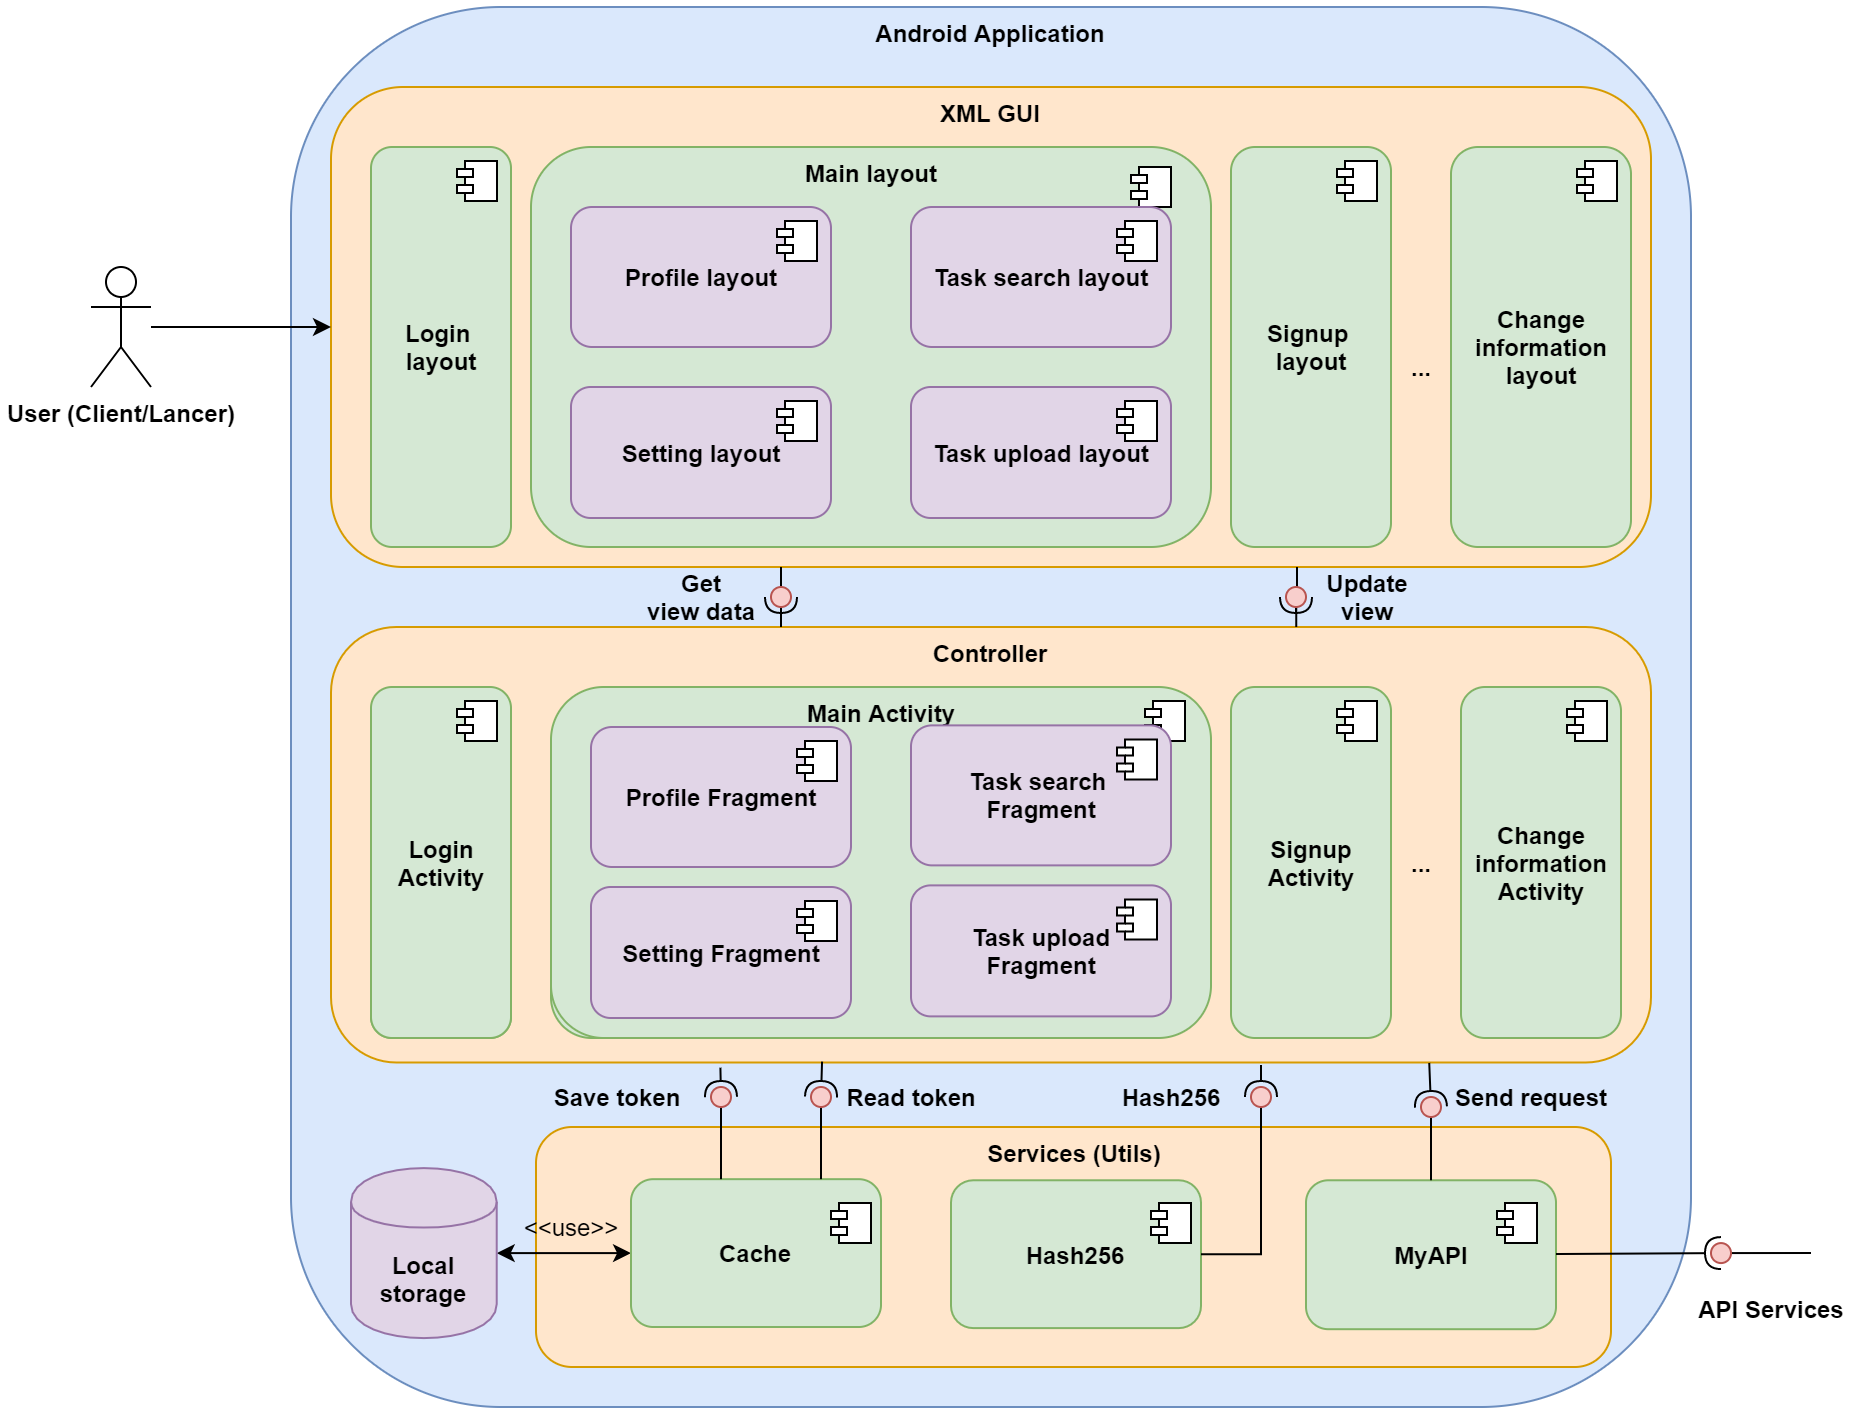 Android Application
XML GUI
Main layout
Profile layout
Task search layout
Login
layout
Signup
layout
...
Change
information
layout
User (Client/Lancer)
Setting layout
Task upload layout
Get
view data
Update
view
Controller
Main Activity
Profile Fragment
Task search
Fragment
Login
Activity
Signup
Activity
...
Change
information
Activity
Setting Fragment
Task upload
Fragment
Save token
Read token
Hash256
Send request
Services (Utils)
<<use>>
Local
storage
Cache
Hash256
MyAPI
API Services